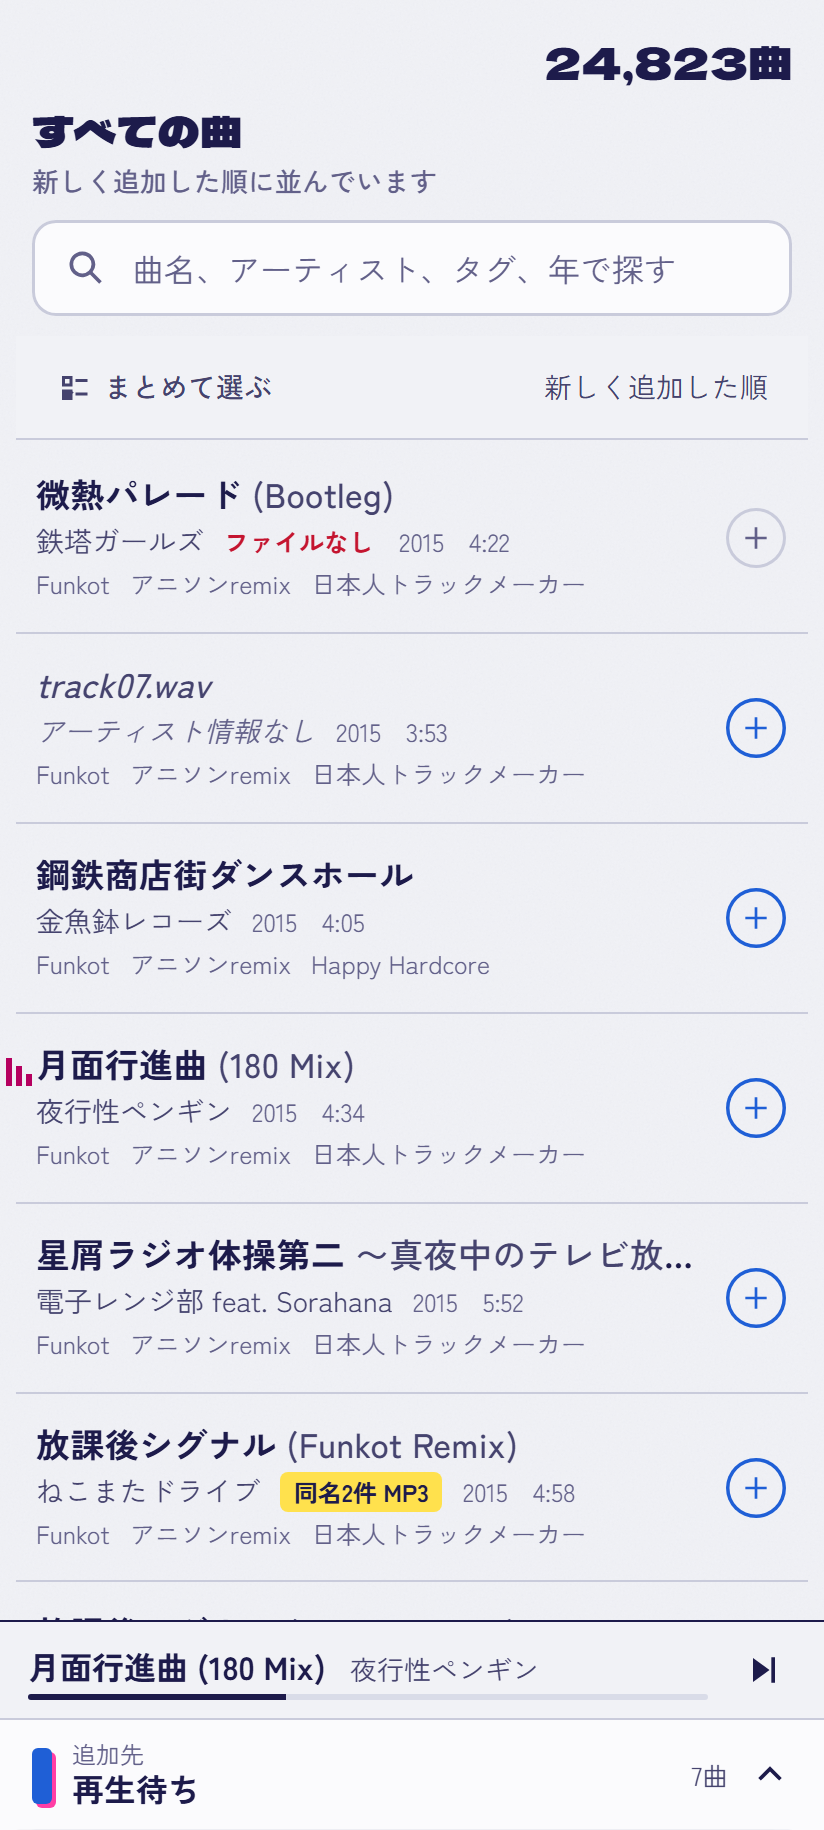 24,823曲
すべての曲
新しく追加した順に並んでいます
曲名、アーティスト、タグ、年で探す
まとめて選ぶ 新しく追加した順
微熱パレード (Bootleg)
鉄塔ガールズ ファイルなし 2015 4:22
Funkot アニソンremix 日本人トラックメーカー
track07.wav
アーティスト情報なし 2015 3:53
Funkot アニソンremix 日本人トラックメーカー
鋼鉄商店街ダンスホール
金魚鉢レコーズ 2015 4:05
Funkot アニソンremix Happy Hardcore
月面行進曲 (180 Mix)
夜行性ペンギン 2015 4:34
Funkot アニソンremix 日本人トラックメーカー
星屑ラジオ体操第二 〜真夜中のテレビ放...
電子レンジ部 feat. Sorahana 2015 5:52
Funkot アニソンremix 日本人トラックメーカー
放課後シグナル (Funkot Remix)
ねこまたドライブ 同名2件 MP3 2015 4:58
Funkot アニソンremix 日本人トラックメーカー
月面行進曲 (180 Mix) 夜行性ペンギン
追加先
再生待ち 7曲